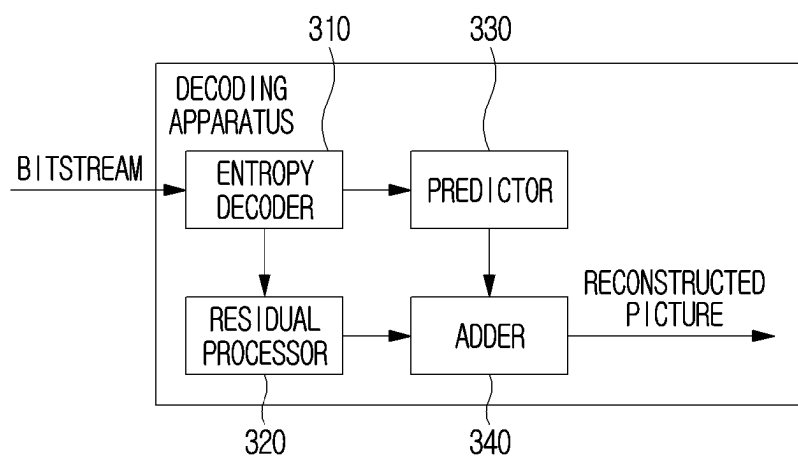 310
330
DECODING
APPARATUS
BITSTREAM
ENTROPY
DECODER
PREDICTOR
RESIDUAL
PROCESSOR
ADDER
RECONSTRUCTED
PICTURE
320
340